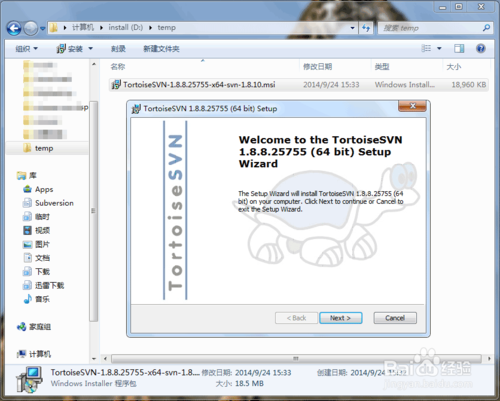 计算机 ▸ install (D:) ▸ temp
搜索 temp
组织 安装 刻录 新建文件夹
名称 修改日期 类型 大小
TortoiseSVN-1.8.8.25755-x64-svn-1.8.10.msi 2014/9/24 15:33 Windows Install... 18,960 KB
temp
库
Apps
Subversion
临时
视频
图片
文档
下载
迅雷下载
音乐
家庭组
计算机
TortoiseSVN 1.8.8.25755 (64 bit) Setup
TortoiseSVN
Welcome to the TortoiseSVN
1.8.8.25755 (64 bit) Setup
Wizard
The Setup Wizard will install TortoiseSVN 1.8.8.25755 (64
bit) on your computer. Click Next to continue or Cancel to
exit the Setup Wizard.
< Back Next > Cancel
TortoiseSVN-1.8.8.25755-x64-svn-1.8.... 修改日期: 2014/9/24 15:33 创建日期: 2014/9/24
Windows Installer 程序包 大小: 18.5 MB
Baidu 经验
jingyan.baidu.com